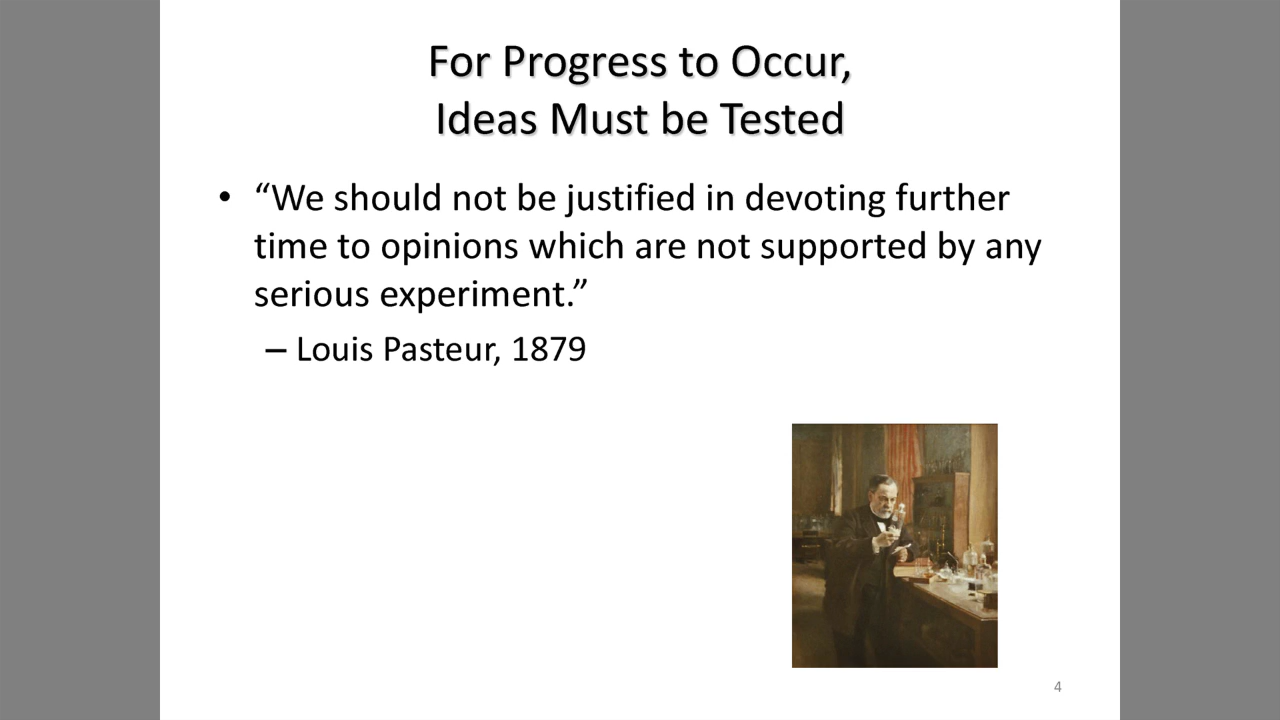 For Progress to Occur,
Ideas Must be Tested
• “We should not be justified in devoting further
time to opinions which are not supported by any
serious experiment.”
– Louis Pasteur, 1879
4